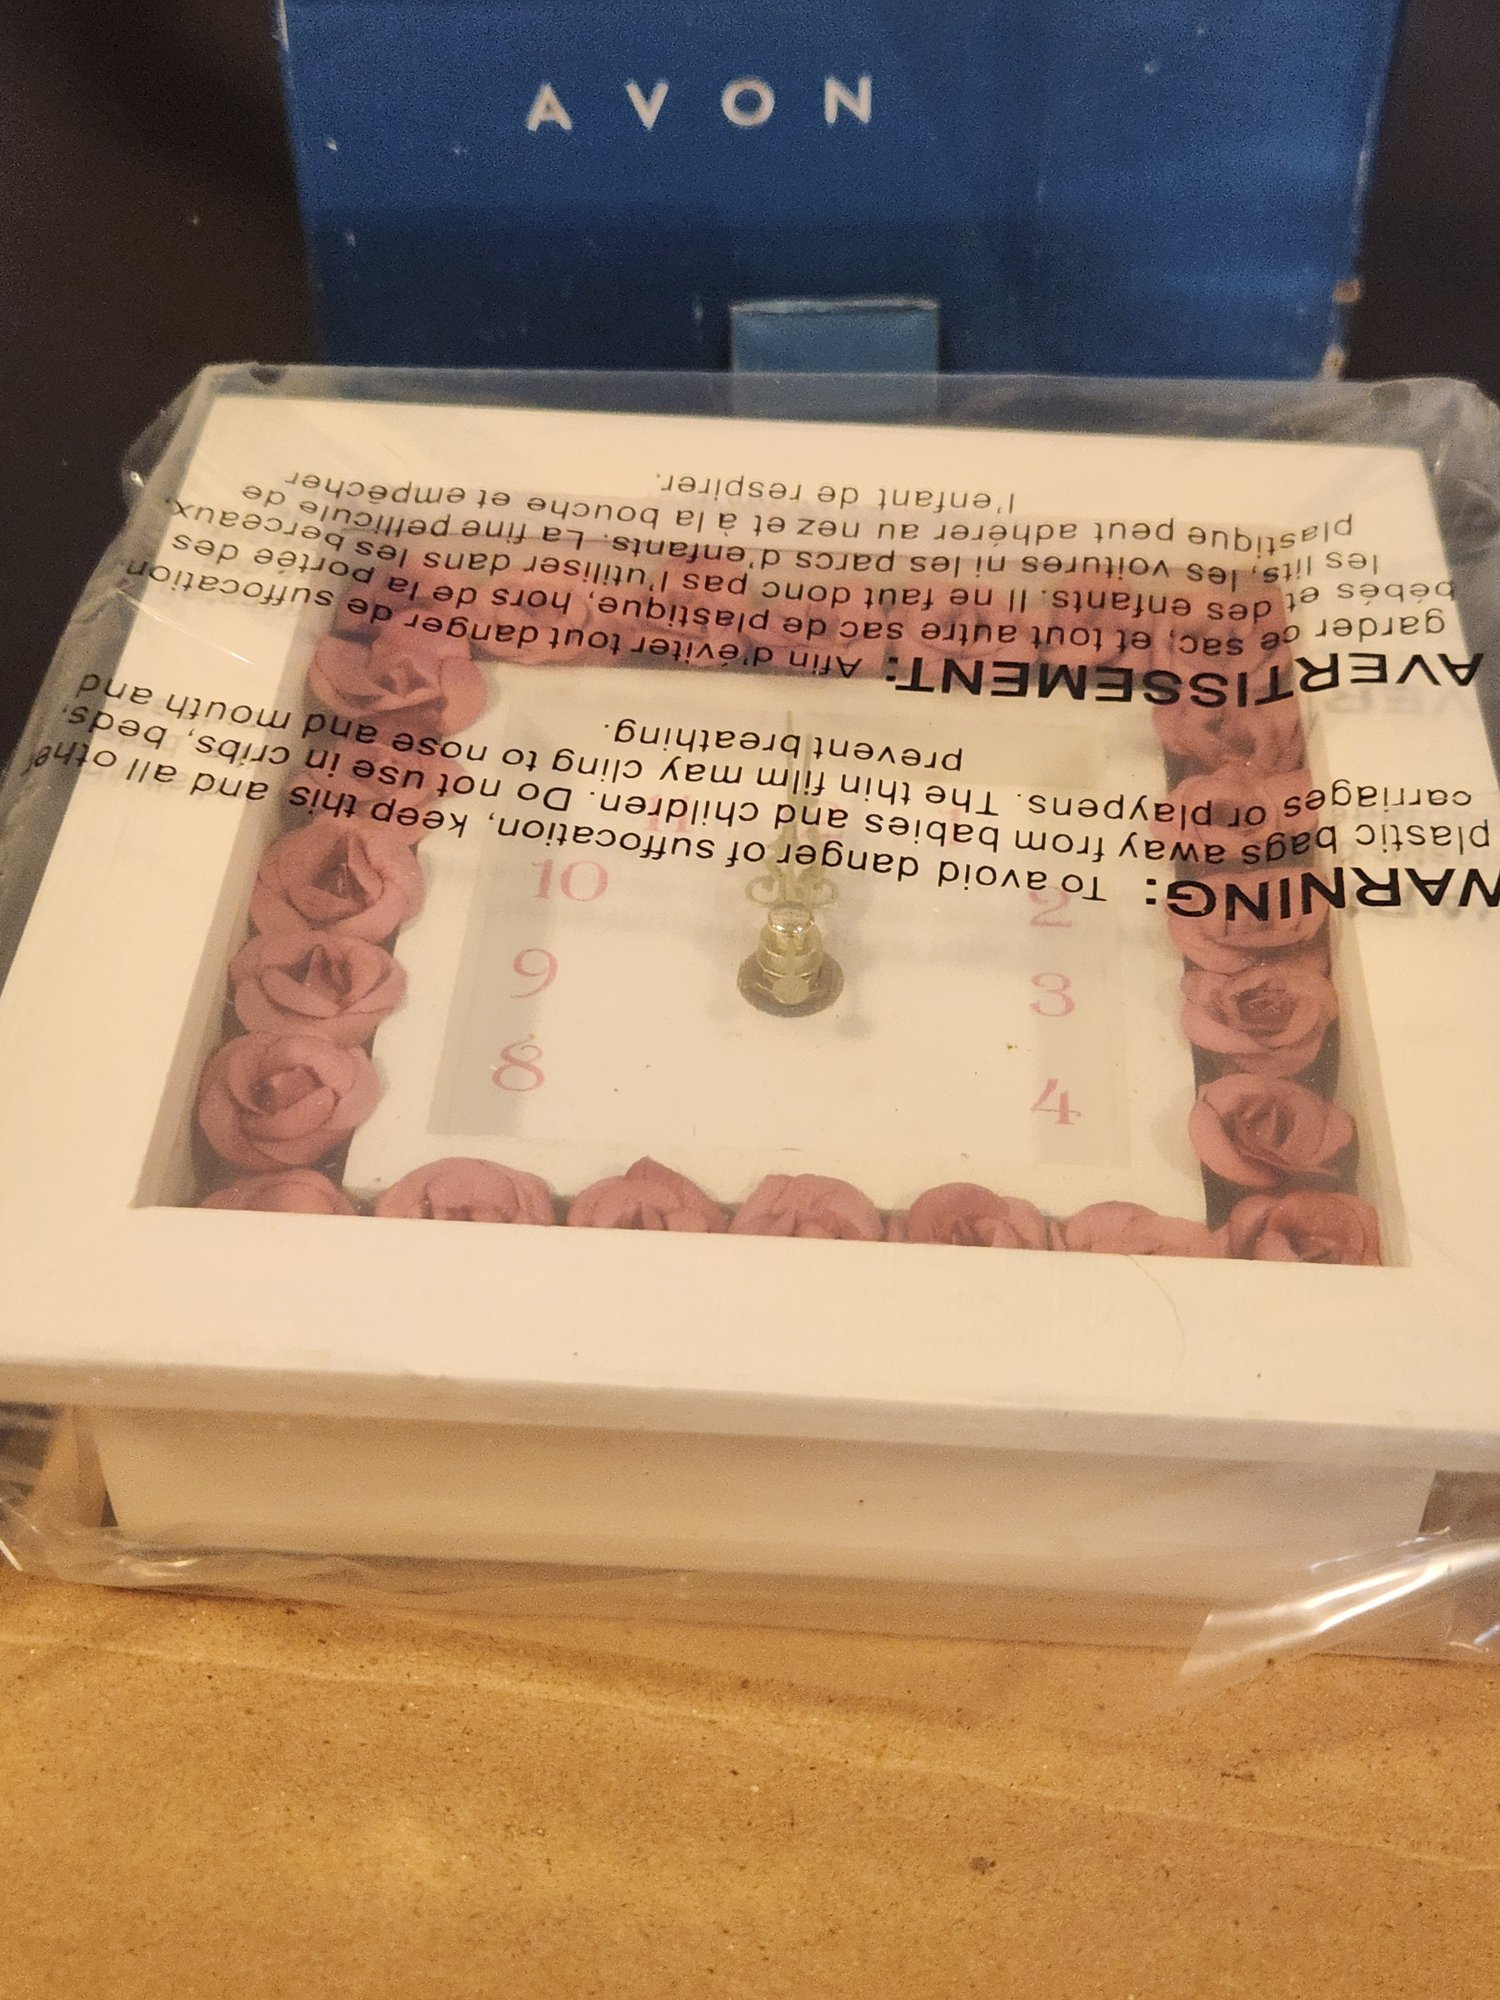 AVON
WARNING: To avoid danger of suffocation, keep this and all other
plastic bags away from babies and children. Do not use in cribs, beds,
carriages or playpens. The thin film may cling to nose and mouth and
prevent breathing.
AVERTISSEMENT: Afin d'éviter tout danger de suffocation
garder ce sac, et tout autre sac de plastique, hors de la portée des
bébés et des enfants. Il ne faut donc pas l'utiliser dans les berceaux,
les lits, les voitures ni les parcs d'enfants. La fine pellicule de
plastique peut adhérer au nez et à la bouche et empêcher
l'enfant de respirer.
10 2
9 3
8 4